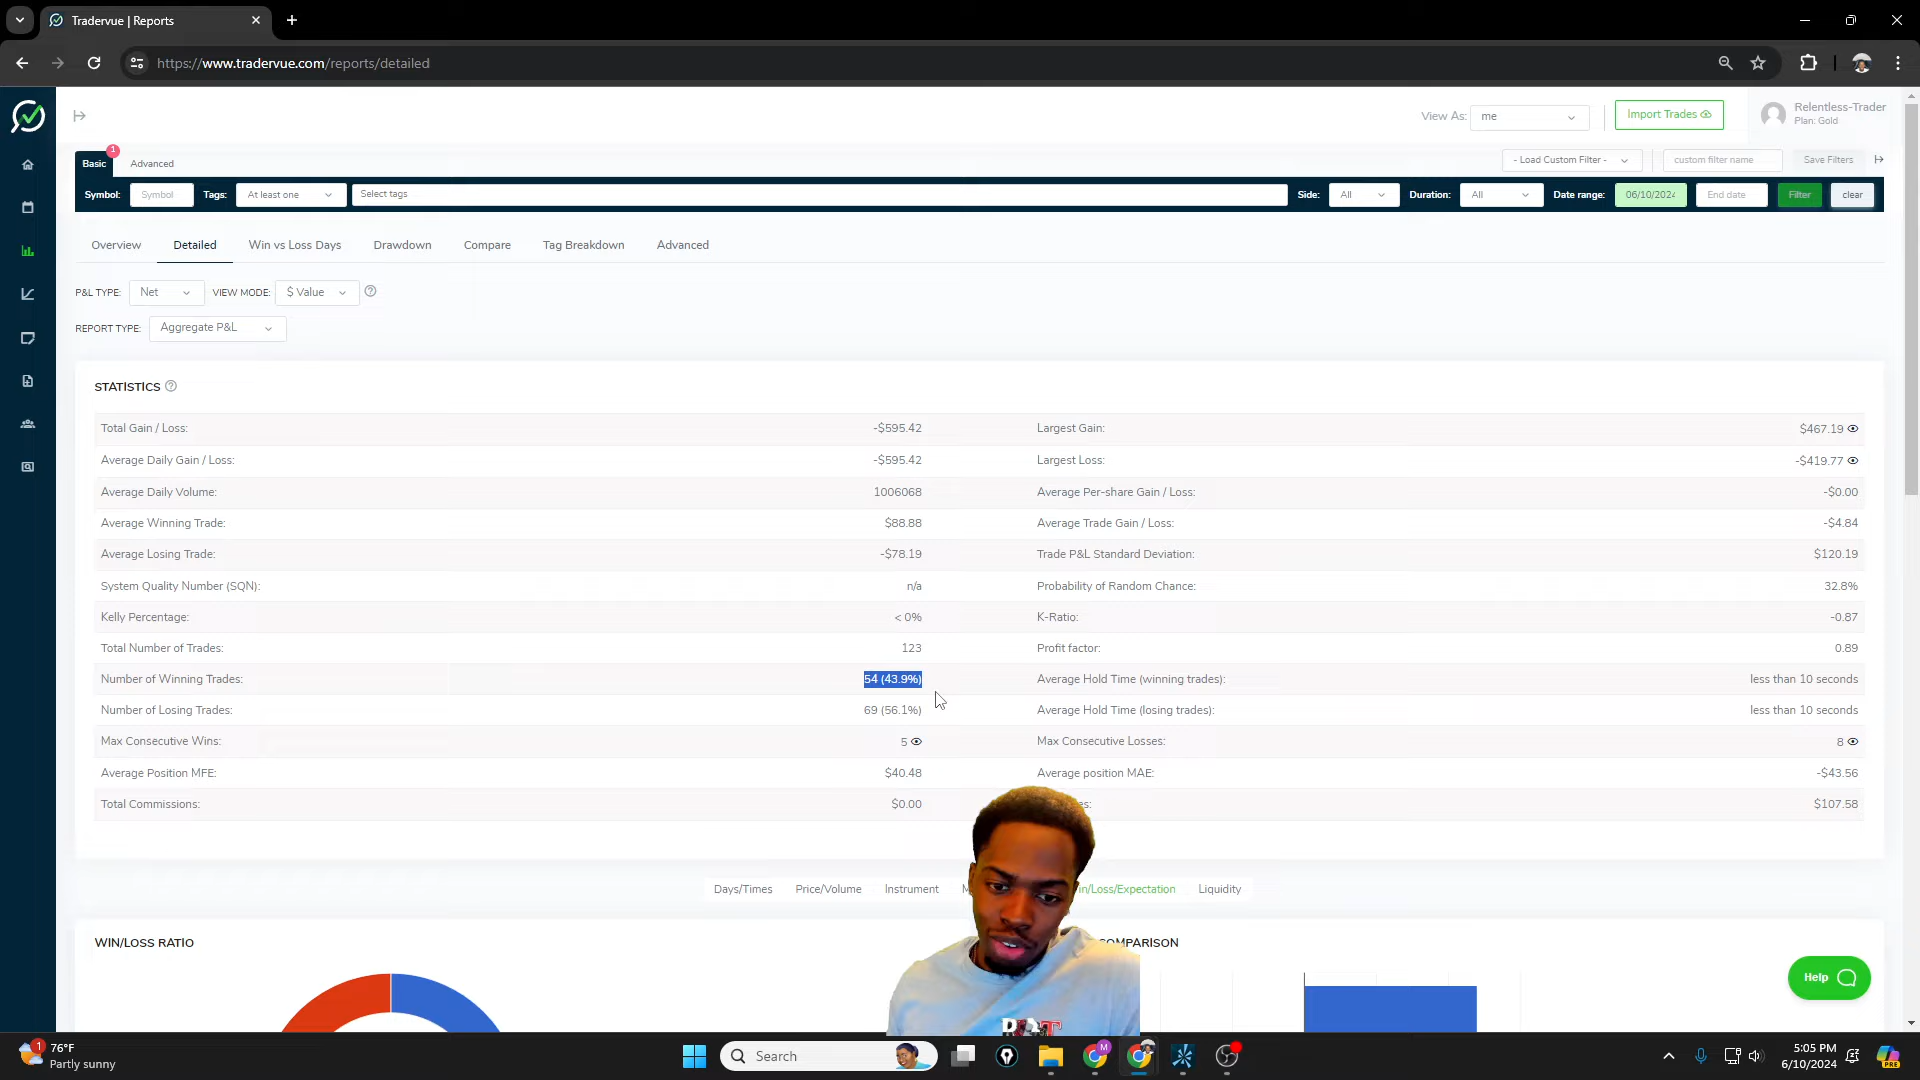 Tradervue | Reports
https://www.tradervue.com/reports/detailed
View As: me
Import Trades
Relentless-Trader
Plan: Gold
1
Basic Advanced
- Load Custom Filter - custom filter name Save Filters
Symbol: Symbol Tags: At least one Select tags Side: All Duration: All Date range: 06/10/2024 End date Filter clear
Overview Detailed Win vs Loss Days Drawdown Compare Tag Breakdown Advanced
P&L TYPE: Net VIEW MODE: $ Value
REPORT TYPE: Aggregate P&L
STATISTICS
Total Gain / Loss: -$595.42 Largest Gain: $467.19
Average Daily Gain / Loss: -$595.42 Largest Loss: -$419.77
Average Daily Volume: 1006068 Average Per-share Gain / Loss: -$0.00
Average Winning Trade: $88.88 Average Trade Gain / Loss: -$4.84
Average Losing Trade: -$78.19 Trade P&L Standard Deviation: $120.19
System Quality Number (SQN): n/a Probability of Random Chance: 32.8%
Kelly Percentage: < 0% K-Ratio: -0.87
Total Number of Trades: 123 Profit factor: 0.89
Number of Winning Trades: 54 (43.9%) Average Hold Time (winning trades): less than 10 seconds
Number of Losing Trades: 69 (56.1%) Average Hold Time (losing trades): less than 10 seconds
Max Consecutive Wins: 5 Max Consecutive Losses: 8
Average Position MFE: $40.48 Average position MAE: -$43.56
Total Commissions: $0.00 $107.58
Days/Times Price/Volume Instrument in/Loss/Expectation Liquidity
WIN/LOSS RATIO COMPARISON
Help
1
76°F
Partly sunny
Search
M
5:05 PM
6/10/2024
PRE